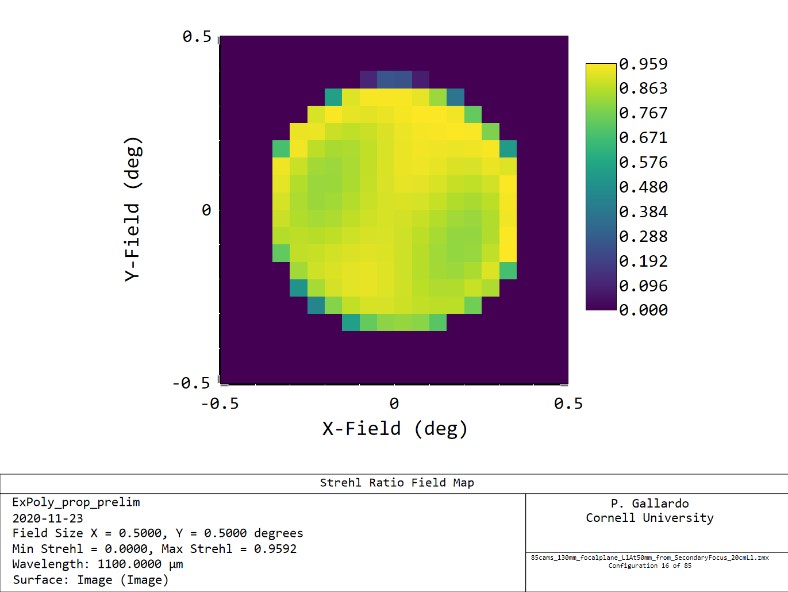 0.5
0
-0.5
Y-Field (deg)
-0.5 0 0.5
X-Field (deg)
0.959
0.863
0.767
0.671
0.576
0.480
0.384
0.288
0.192
0.096
0.000
Strehl Ratio Field Map
ExPoly_prop_prelim
2020-11-23
Field Size X = 0.5000, Y = 0.5000 degrees
Min Strehl = 0.0000, Max Strehl = 0.9592
Wavelength: 1100.0000 µm
Surface: Image (Image)
P. Gallardo
Cornell University
85cams_130mm_focalplane_L1At50mm_from_SecondaryFocus_20cmL1.zmx
Configuration 16 of 85